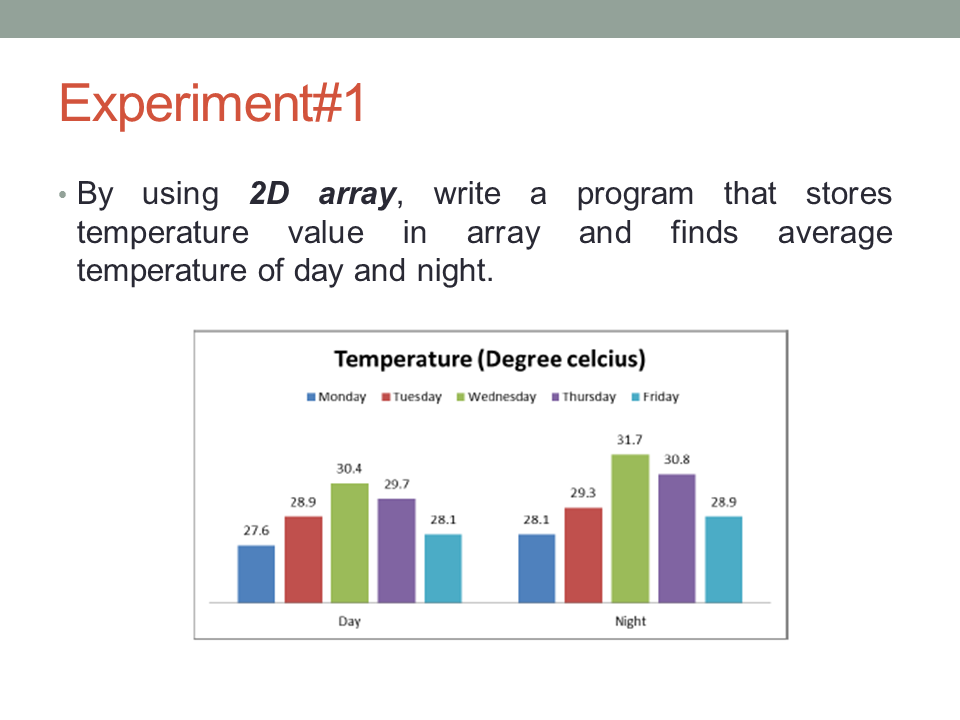 Experiment#1
• By using 2D array, write a program that stores
temperature value in array and finds average
temperature of day and night.
Temperature (Degree celcius)
Monday Tuesday Wednesday Thursday Friday
27.6 28.9 30.4 29.7 28.1 28.1 29.3 31.7 30.8 28.9
Day Night